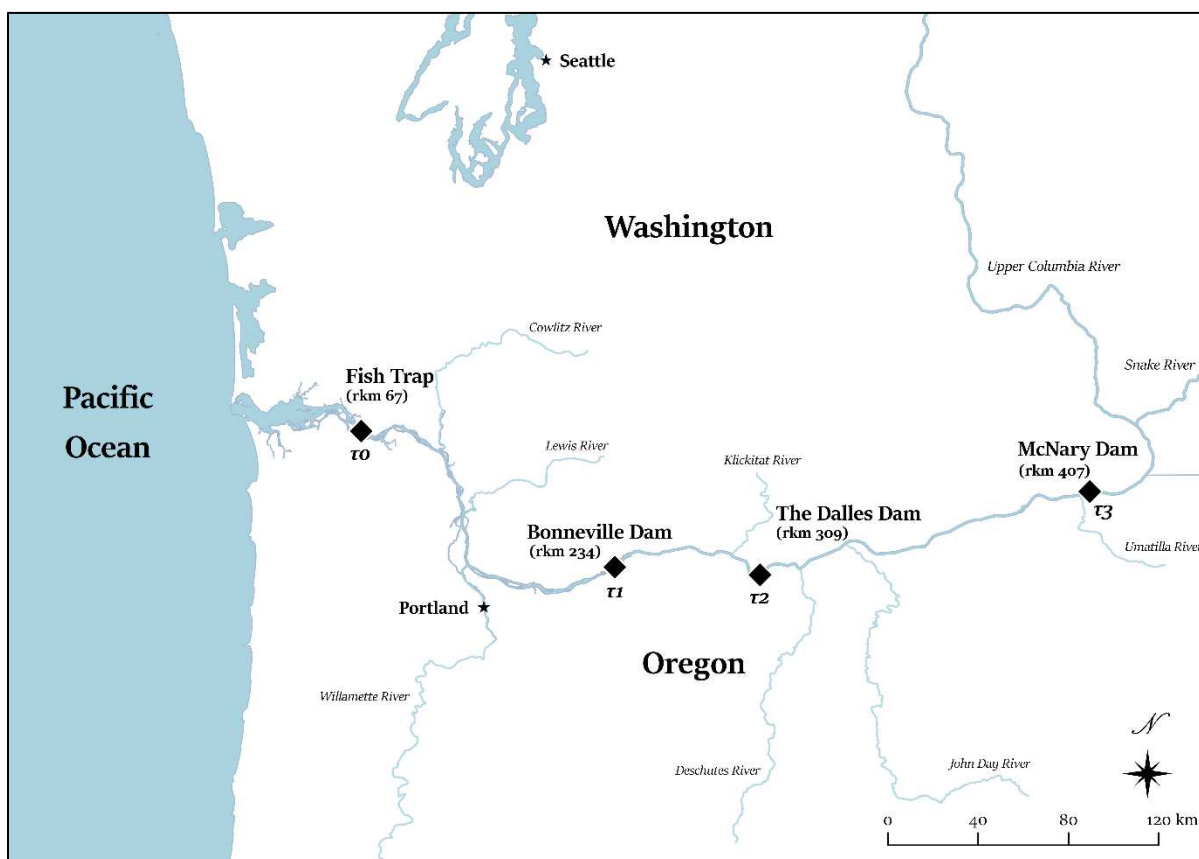 Seattle
Washington
Upper Columbia River
Cowlitz River
Snake River
Fish Trap
(rkm 67)
τ0
Pacific
Ocean
McNary Dam
(rkm 407)
τ3
Lewis River
Klickitat River
The Dalles Dam
(rkm 309)
τ2
Bonneville Dam
(rkm 234)
τ1
Umatilla River
Portland
Oregon
Willamette River
Deschutes River
John Day River
N
0 40 80 120 km